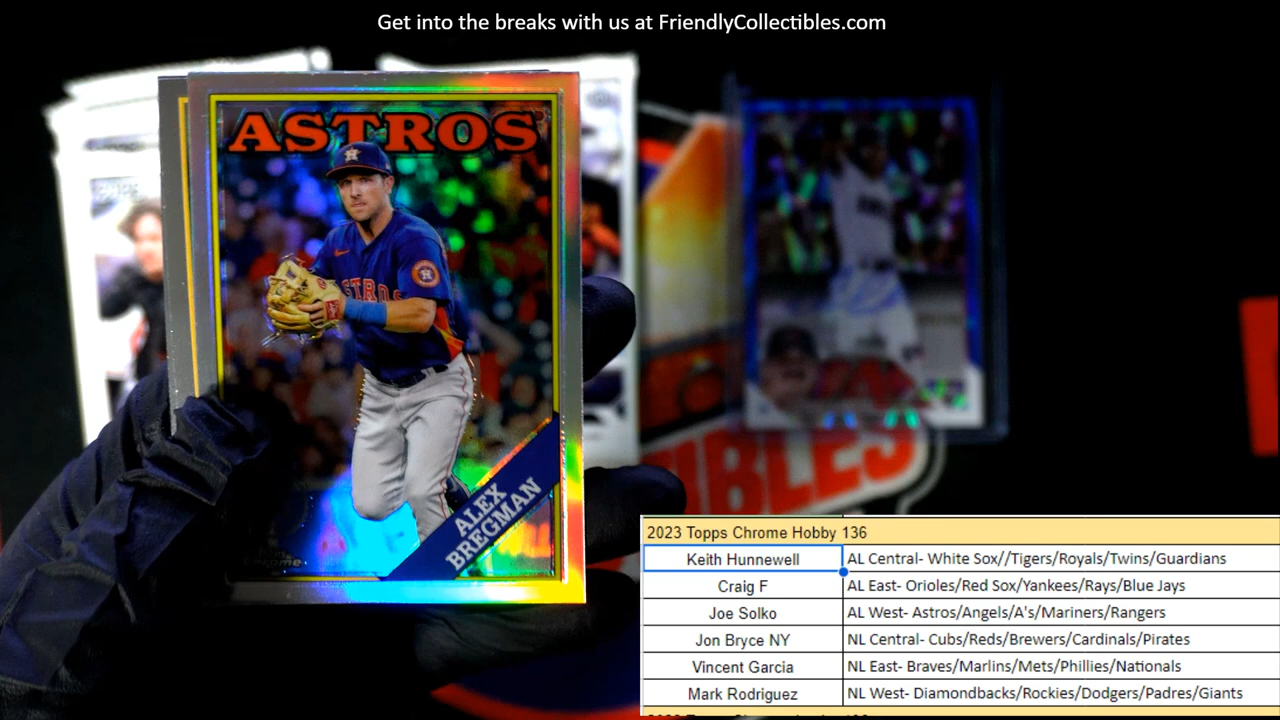 Get into the breaks with us at FriendlyCollectibles.com
ASTROS
ASTROS
ALEX
BREGMAN
IBLES
2023 Topps Chrome Hobby 136
Keith Hunnewell AL Central- White Sox//Tigers/Royals/Twins/Guardians
Craig F AL East- Orioles/Red Sox/Yankees/Rays/Blue Jays
Joe Solko AL West- Astros/Angels/A's/Mariners/Rangers
Jon Bryce NY NL Central- Cubs/Reds/Brewers/Cardinals/Pirates
Vincent Garcia NL East- Braves/Marlins/Mets/Phillies/Nationals
Mark Rodriguez NL West- Diamondbacks/Rockies/Dodgers/Padres/Giants